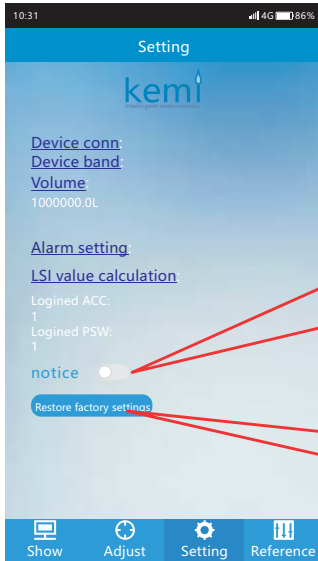 10:31
4G 86%
Setting
kemi
intelligent water monitor
Device conn:
Device band:
Volume:
1000000.0L
Alarm setting:
LSI value calculation:
Logined ACC:
1
Logined PSW:
1
notice
Restore factory settings
Show Adjust Setting Reference